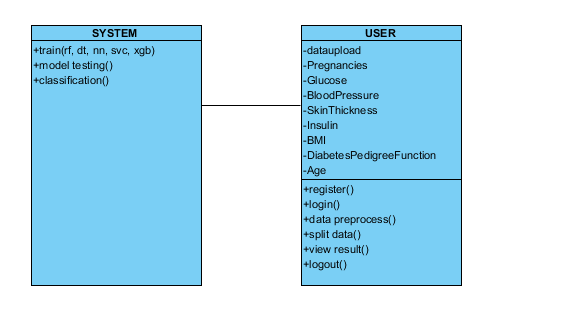 SYSTEM
+train(rf, dt, nn, svc, xgb)
+model testing()
+classification()
USER
-dataupload
-Pregnancies
-Glucose
-BloodPressure
-SkinThickness
-Insulin
-BMI
-DiabetesPedigreeFunction
-Age
+register()
+login()
+data preprocess()
+split data()
+view result()
+logout()